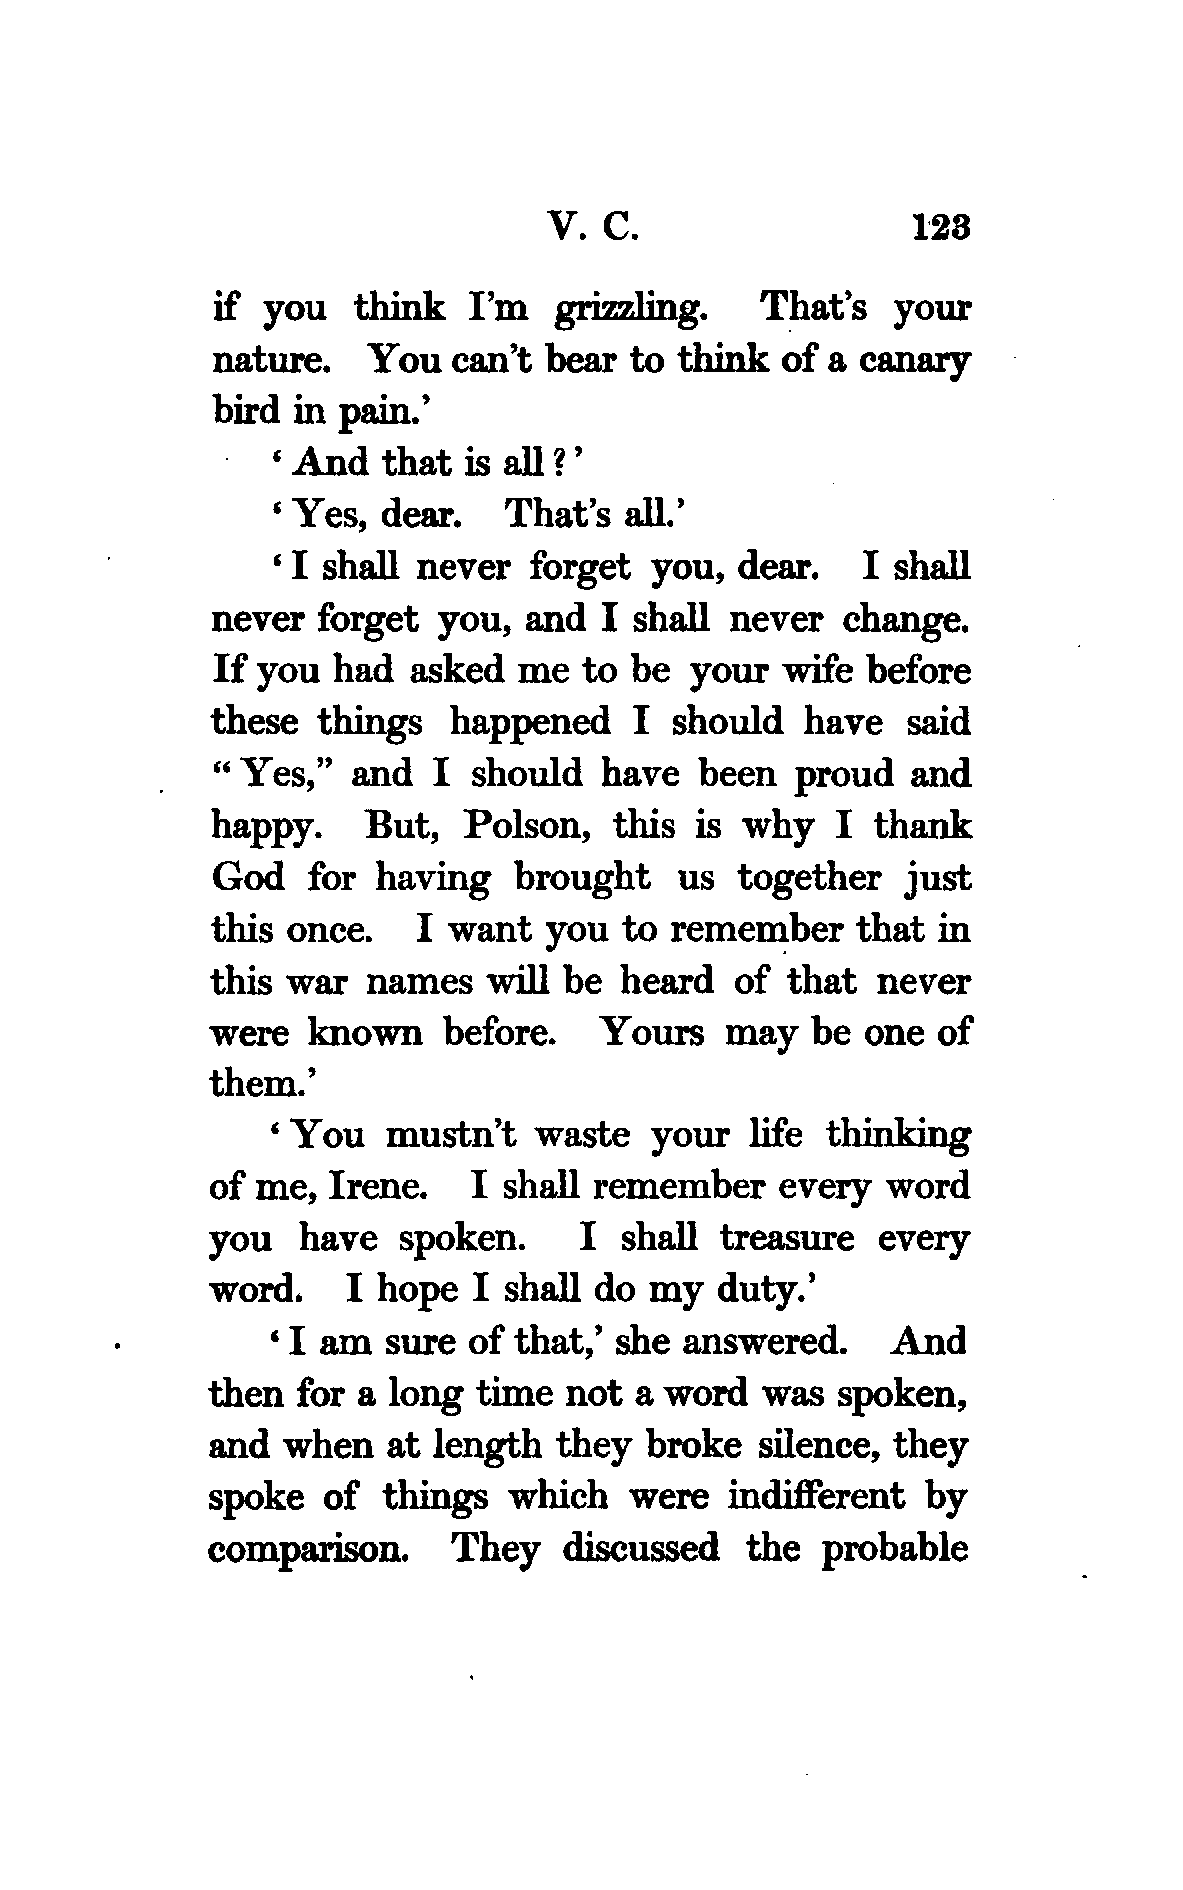 V. C. 123
if you think I'm grizzling. That's your
nature. You can't bear to think of a canary
bird in pain.'
‘ And that is all ? ’
‘ Yes, dear. That's all.’
‘ I shall never forget you, dear. I shall
never forget you, and I shall never change.
If you had asked me to be your wife before
these things happened I should have said
“ Yes,” and I should have been proud and
happy. But, Polson, this is why I thank
God for having brought us together just
this once. I want you to remember that in
this war names will be heard of that never
were known before. Yours may be one of
them.’
‘ You mustn't waste your life thinking
of me, Irene. I shall remember every word
you have spoken. I shall treasure every
word. I hope I shall do my duty.’
‘ I am sure of that,’ she answered. And
then for a long time not a word was spoken,
and when at length they broke silence, they
spoke of things which were indifferent by
comparison. They discussed the probable